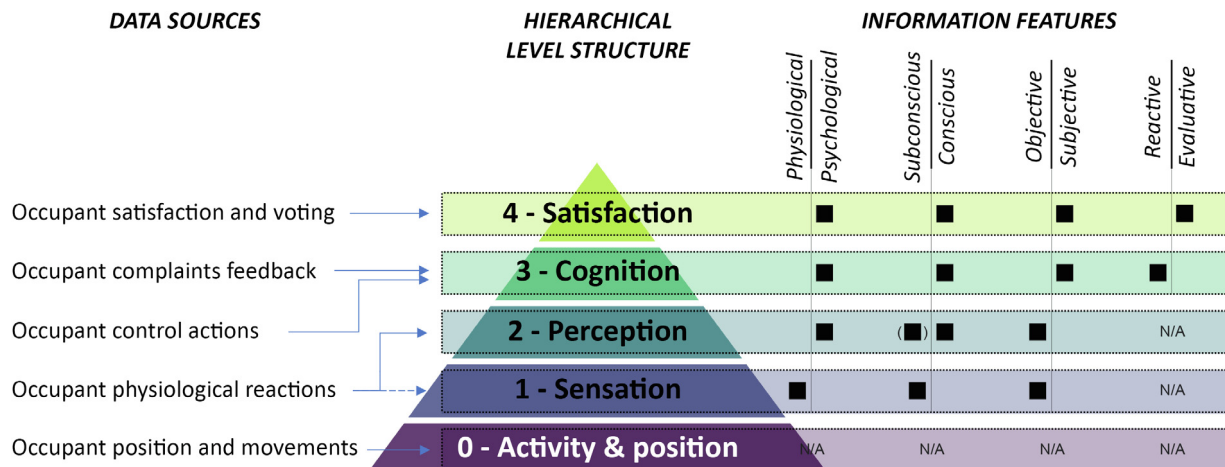 DATA SOURCES
HIERARCHICAL
LEVEL STRUCTURE
INFORMATION FEATURES
Physiological
Psychological
Subconscious
Conscious
Objective
Subjective
Reactive
Evaluative
Occupant satisfaction and voting
4 - Satisfaction
Occupant complaints feedback
3 - Cognition
Occupant control actions
2 - Perception
( )
N/A
Occupant physiological reactions
1 - Sensation
N/A
Occupant position and movements
0 - Activity & position
N/A N/A N/A N/A